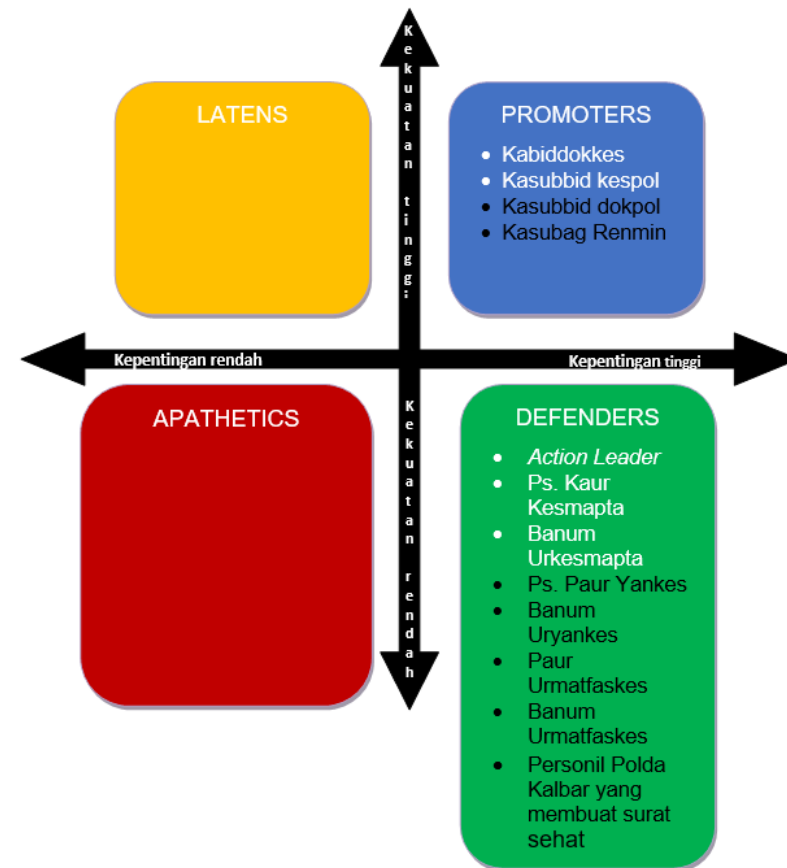 Kekuatan tinggi
LATENS
PROMOTERS
• Kabiddokkes
• Kasubbid kespol
• Kasubbid dokpol
• Kasubag Renmin
Kepentingan rendah
Kepentingan tinggi
Kekuatan rendah
APATHETICS
DEFENDERS
• Action Leader
• Ps. Kaur
Kesmapta
• Banum
Urkesmapta
• Ps. Paur Yankes
• Banum
Uryankes
• Paur
Urmatfaskes
• Banum
Urmatfaskes
• Personil Polda
Kalbar yang
membuat surat
sehat